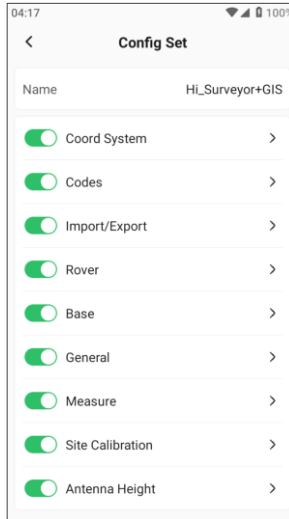 04:17 100%
Config Set
Name Hi_Surveyor+GIS
Coord System
Codes
Import/Export
Rover
Base
General
Measure
Site Calibration
Antenna Height